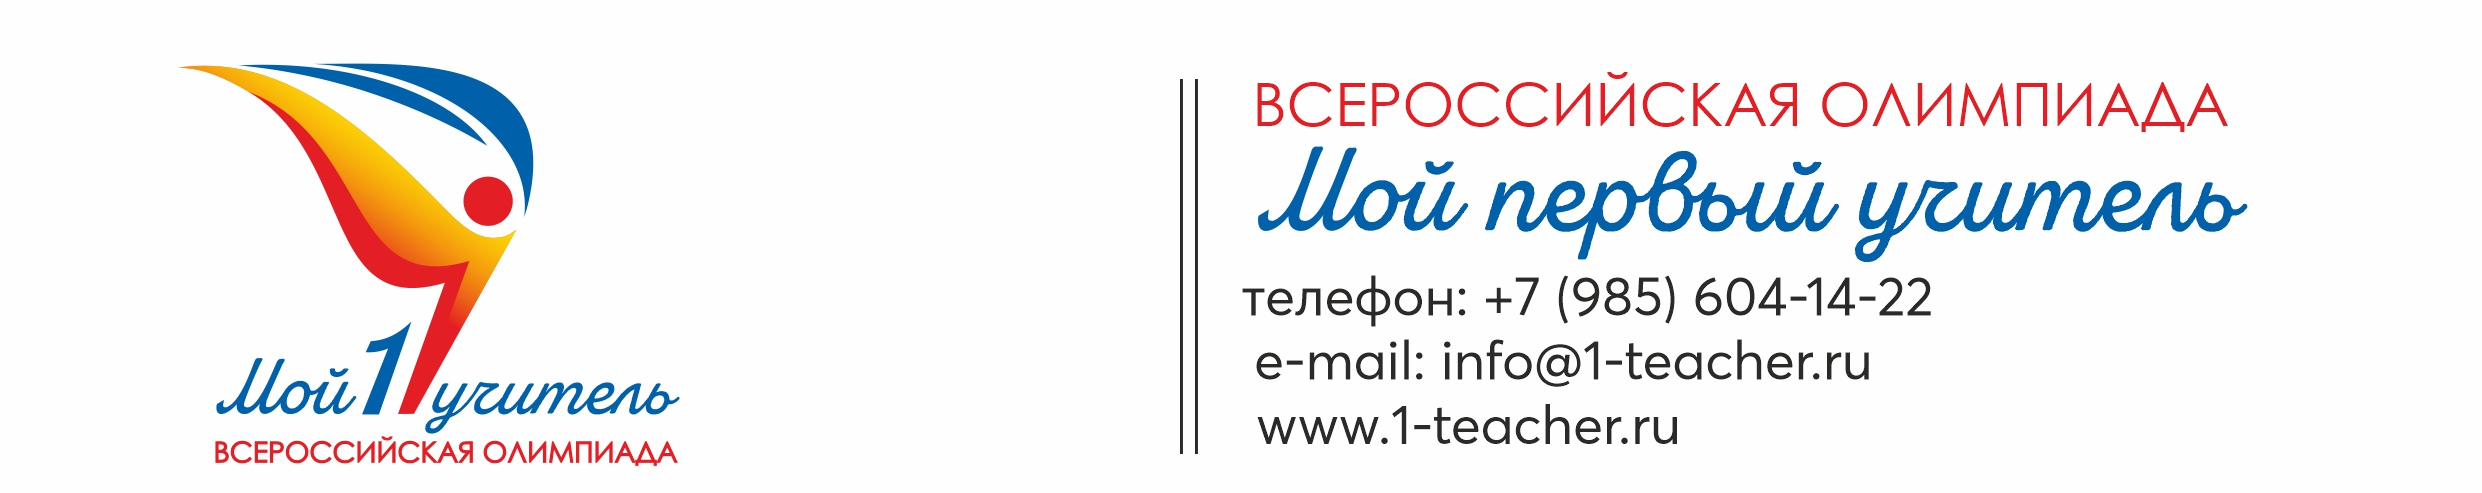 Мой 1 учитель
ВСЕРОССИЙСКАЯ ОЛИМПИАДА
ВСЕРОССИЙСКАЯ ОЛИМПИАДА
Мой первый учитель
телефон: +7 (985) 604-14-22
e-mail: info@1-teacher.ru
www.1-teacher.ru